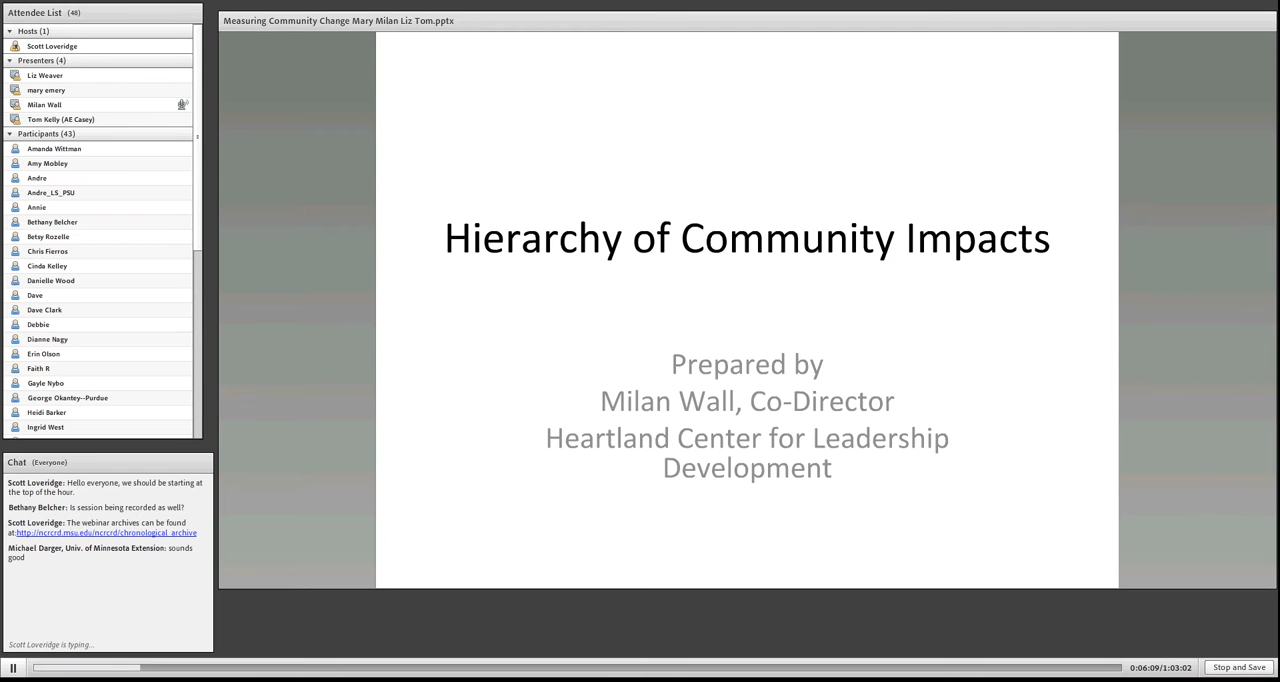 Attendee List (48)
Hosts (1)
Scott Loveridge
Presenters (4)
Liz Weaver
mary emery
Milan Wall
Tom Kelly (AE Casey)
Participants (43)
Amanda Wittman
Amy Mobley
Andre
Andre_LS_PSU
Annie
Bethany Belcher
Betsy Rozelle
Chris Fierros
Cinda Kelley
Danielle Wood
Dave
Dave Clark
Debbie
Dianne Nagy
Erin Olson
Faith R
Gayle Nybo
George Okantey--Purdue
Heidi Barker
Ingrid West
Chat (Everyone)
Scott Loveridge: Hello everyone, we should be starting
at the top of the hour.
Bethany Belcher: Is session being recorded as well?
Scott Loveridge: The webinar archives can be found
at:http://ncrcrd.msu.edu/ncrcrd/chronological_archive
Michael Darger, Univ. of Minnesota Extension: sounds
good
Scott Loveridge is typing...
Measuring Community Change Mary Milan Liz Tom.pptx
Hierarchy of Community Impacts
Prepared by
Milan Wall, Co-Director
Heartland Center for Leadership
Development
0:06:09/1:03:02
Stop and Save